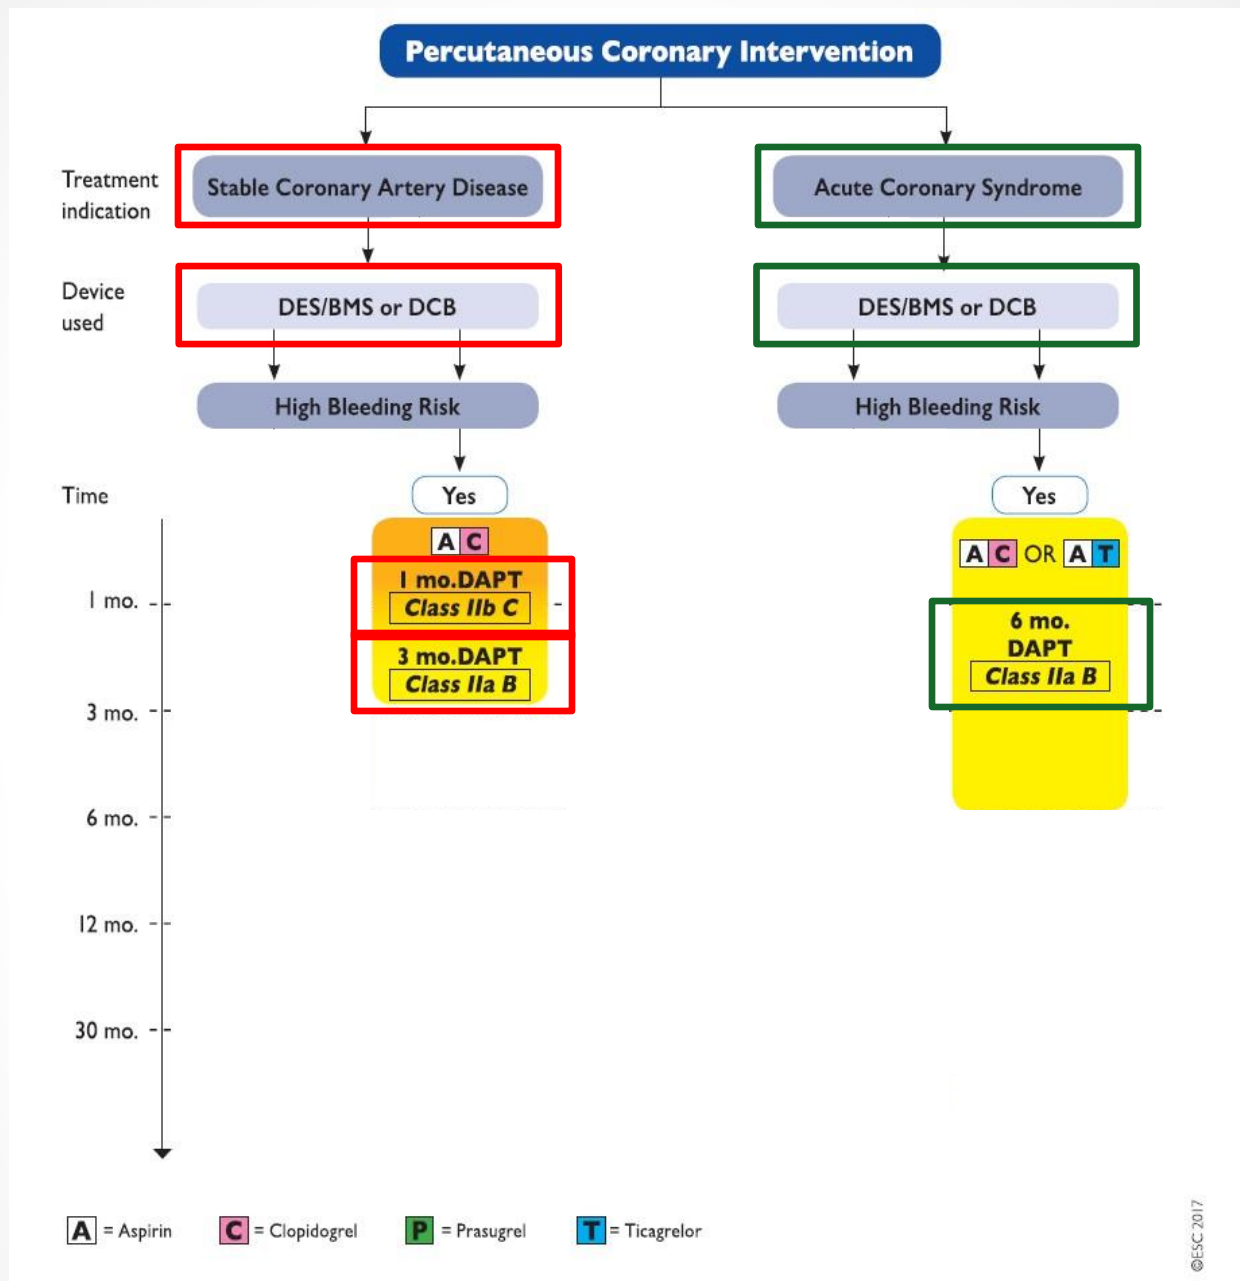 Percutaneous Coronary Intervention
Treatment indication
Stable Coronary Artery Disease
Acute Coronary Syndrome
Device used
DES/BMS or DCB
DES/BMS or DCB
High Bleeding Risk
High Bleeding Risk
Time
Yes
Yes
A C
A C OR A T
1 mo.DAPT
Class IIb C
3 mo.DAPT
Class IIa B
6 mo.
DAPT
Class IIa B
1 mo.
3 mo.
6 mo.
12 mo.
30 mo.
A = Aspirin
C = Clopidogrel
P = Prasugrel
T = Ticagrelor
©ESC 2017